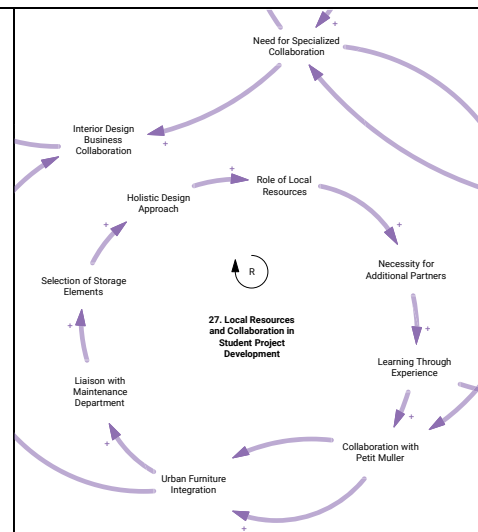 +
Need for Specialized
Collaboration
Interior Design
Business
Collaboration
+
+
Holistic Design
Approach
Role of Local
Resources
+
+
Necessity for
Additional Partners
Selection of Storage
Elements
R
27. Local Resources
and Collaboration in
Student Project
Development
+
+
Learning Through
Experience
Liaison with
Maintenance
Department
+
+
Collaboration with
Petit Muller
Urban Furniture
Integration
+